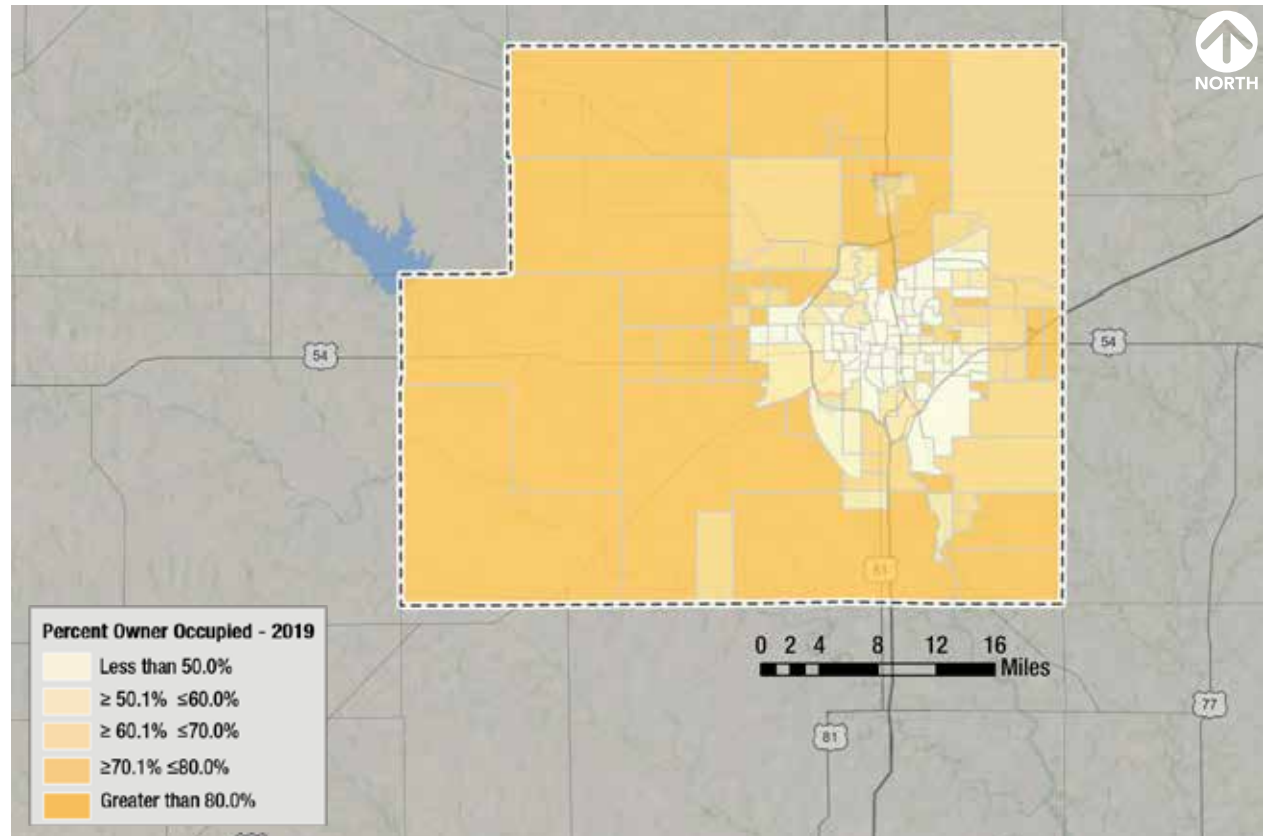 NORTH
54
54
81
Percent Owner Occupied - 2019
Less than 50.0%
≥ 50.1% ≤60.0%
≥ 60.1% ≤70.0%
≥70.1% ≤80.0%
Greater than 80.0%
0 2 4 8 12 16
Miles
77
81